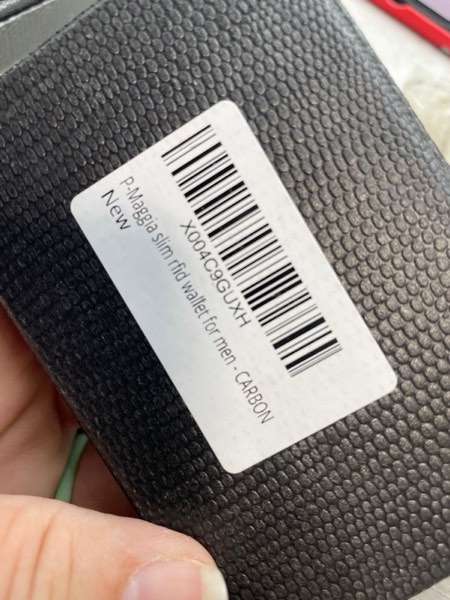 X004C9GUXH
P-Maggia slim rfid wallet for men - CARBON
New